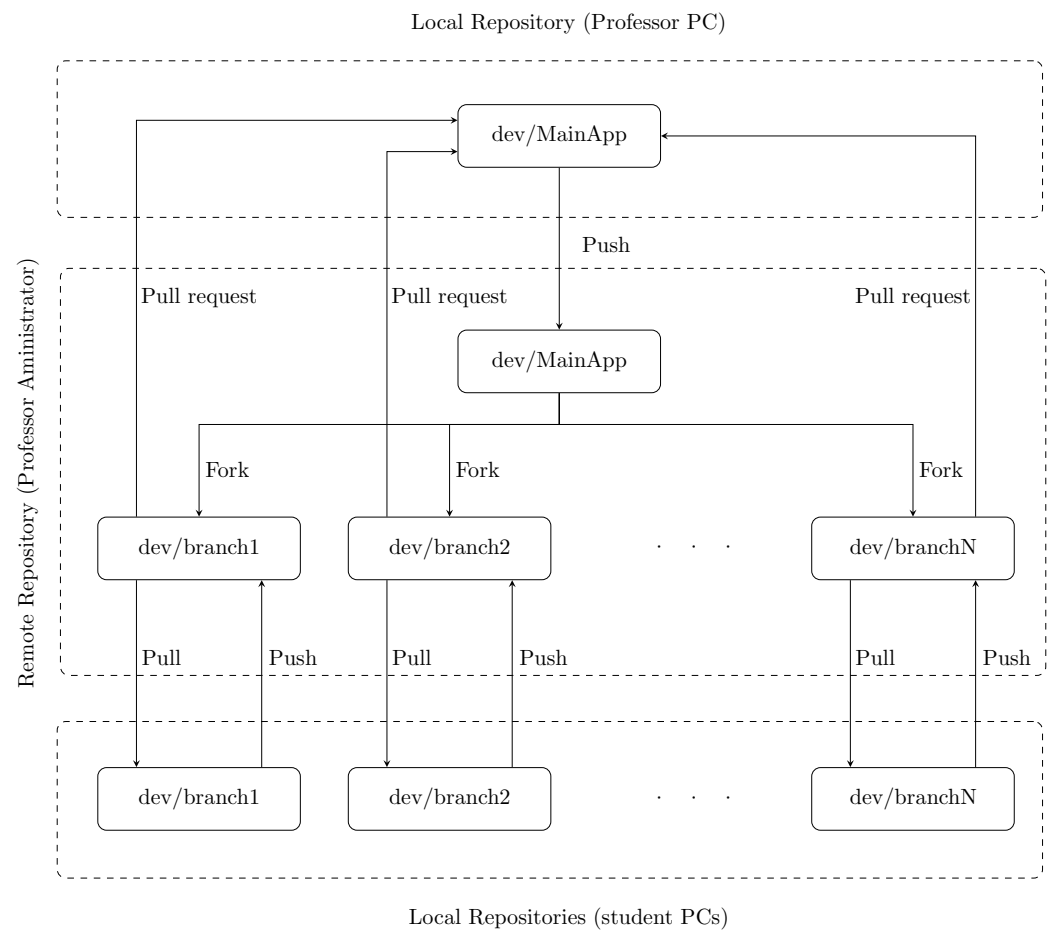 Local Repository (Professor PC)
dev/MainApp
Push
Pull request
Pull request
Pull request
Remote Repository (Professor Aministrator)
dev/MainApp
Fork
Fork
Fork
dev/branch1
dev/branch2
. . .
dev/branchN
Pull
Push
Pull
Push
Pull
Push
dev/branch1
dev/branch2
. . .
dev/branchN
Local Repositories (student PCs)